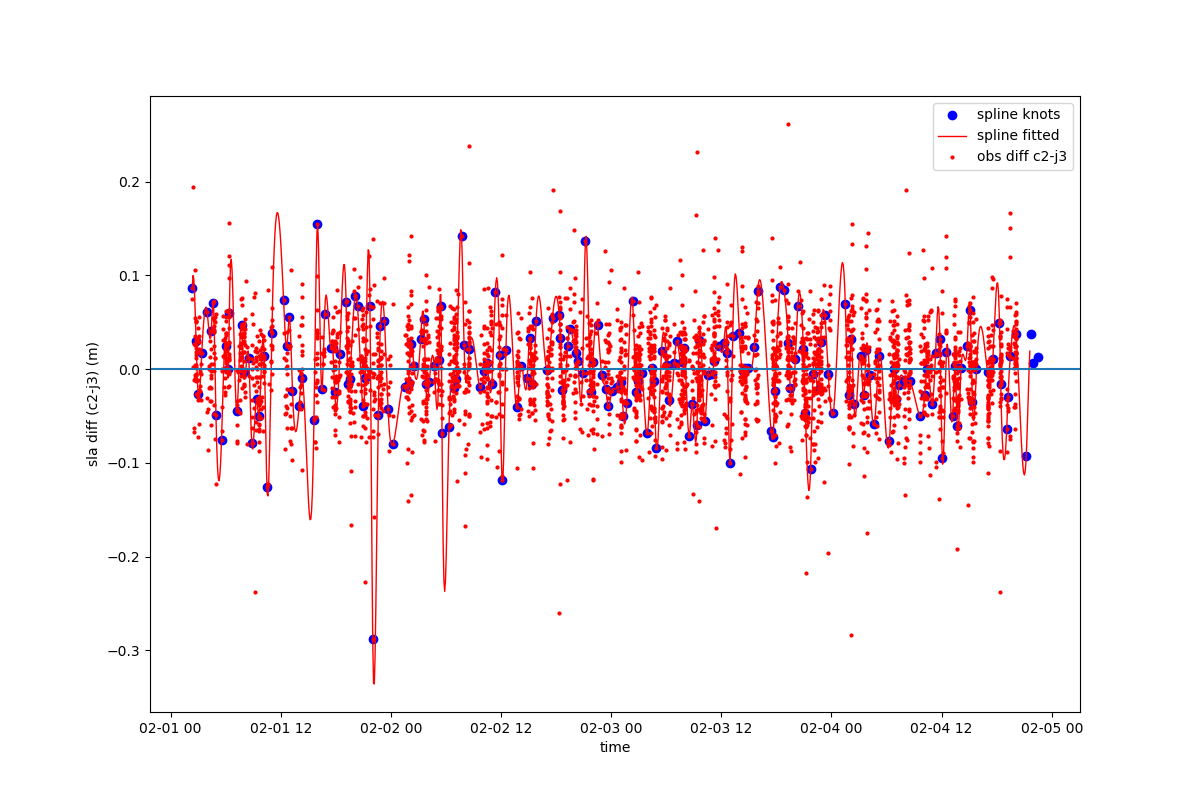 spline knots
spline fitted
obs diff c2-j3
sla diff (c2-j3) (m)
0.2
0.1
0.0
−0.1
−0.2
−0.3
02-01 00 02-01 12 02-02 00 02-02 12 02-03 00 02-03 12 02-04 00 02-04 12 02-05 00
time